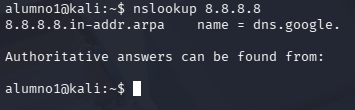 alumno1@kali:~$ nslookup 8.8.8.8
8.8.8.8.in-addr.arpa    name = dns.google.
Authoritative answers can be found from:
alumno1@kali:~$